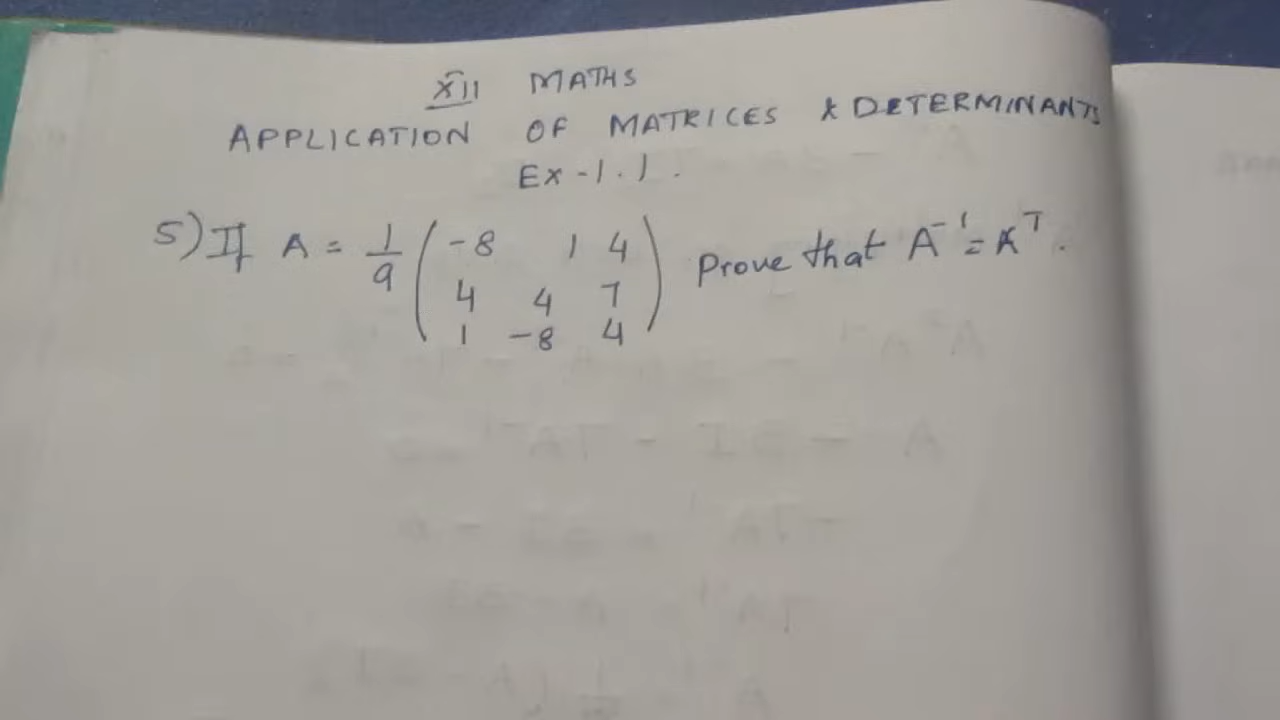 XII MATHS
APPLICATION OF MATRICES & DETERMINANTS
Ex-1.1.
5) If A = 1/9 ( -8 1 4 ) Prove that A⁻¹ = Aᵀ.
4 4 7
1 -8 4